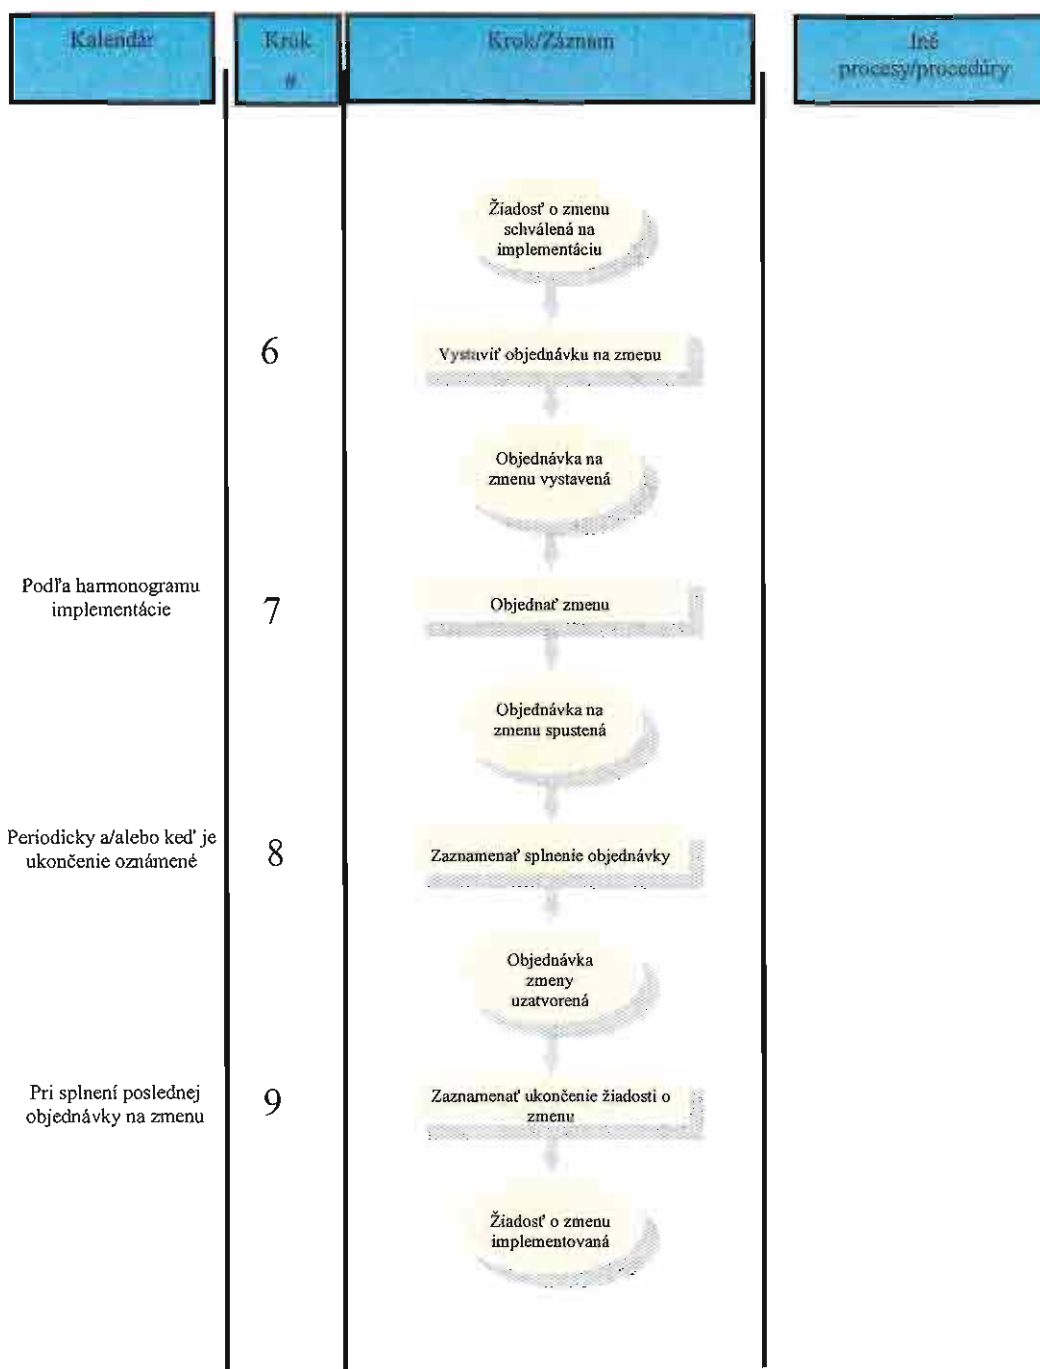 Kalendár
Krok
#
Krok/Záznam
Iné
procesy/procedúry
Žiadosť o zmenu
schválená na
implementáciu
6
Vystaviť objednávku na zmenu
Objednávka na
zmenu vystavená
Podľa harmonogramu
implementácie
7
Objednať zmenu
Objednávka na
zmenu spustená
Periodicky a/alebo keď je
ukončenie oznámené
8
Zaznamenať splnenie objednávky
Objednávka
zmeny
uzatvorená
Pri splnení poslednej
objednávky na zmenu
9
Zaznamenať ukončenie žiadosti o
zmenu
Žiadosť o zmenu
implementovaná